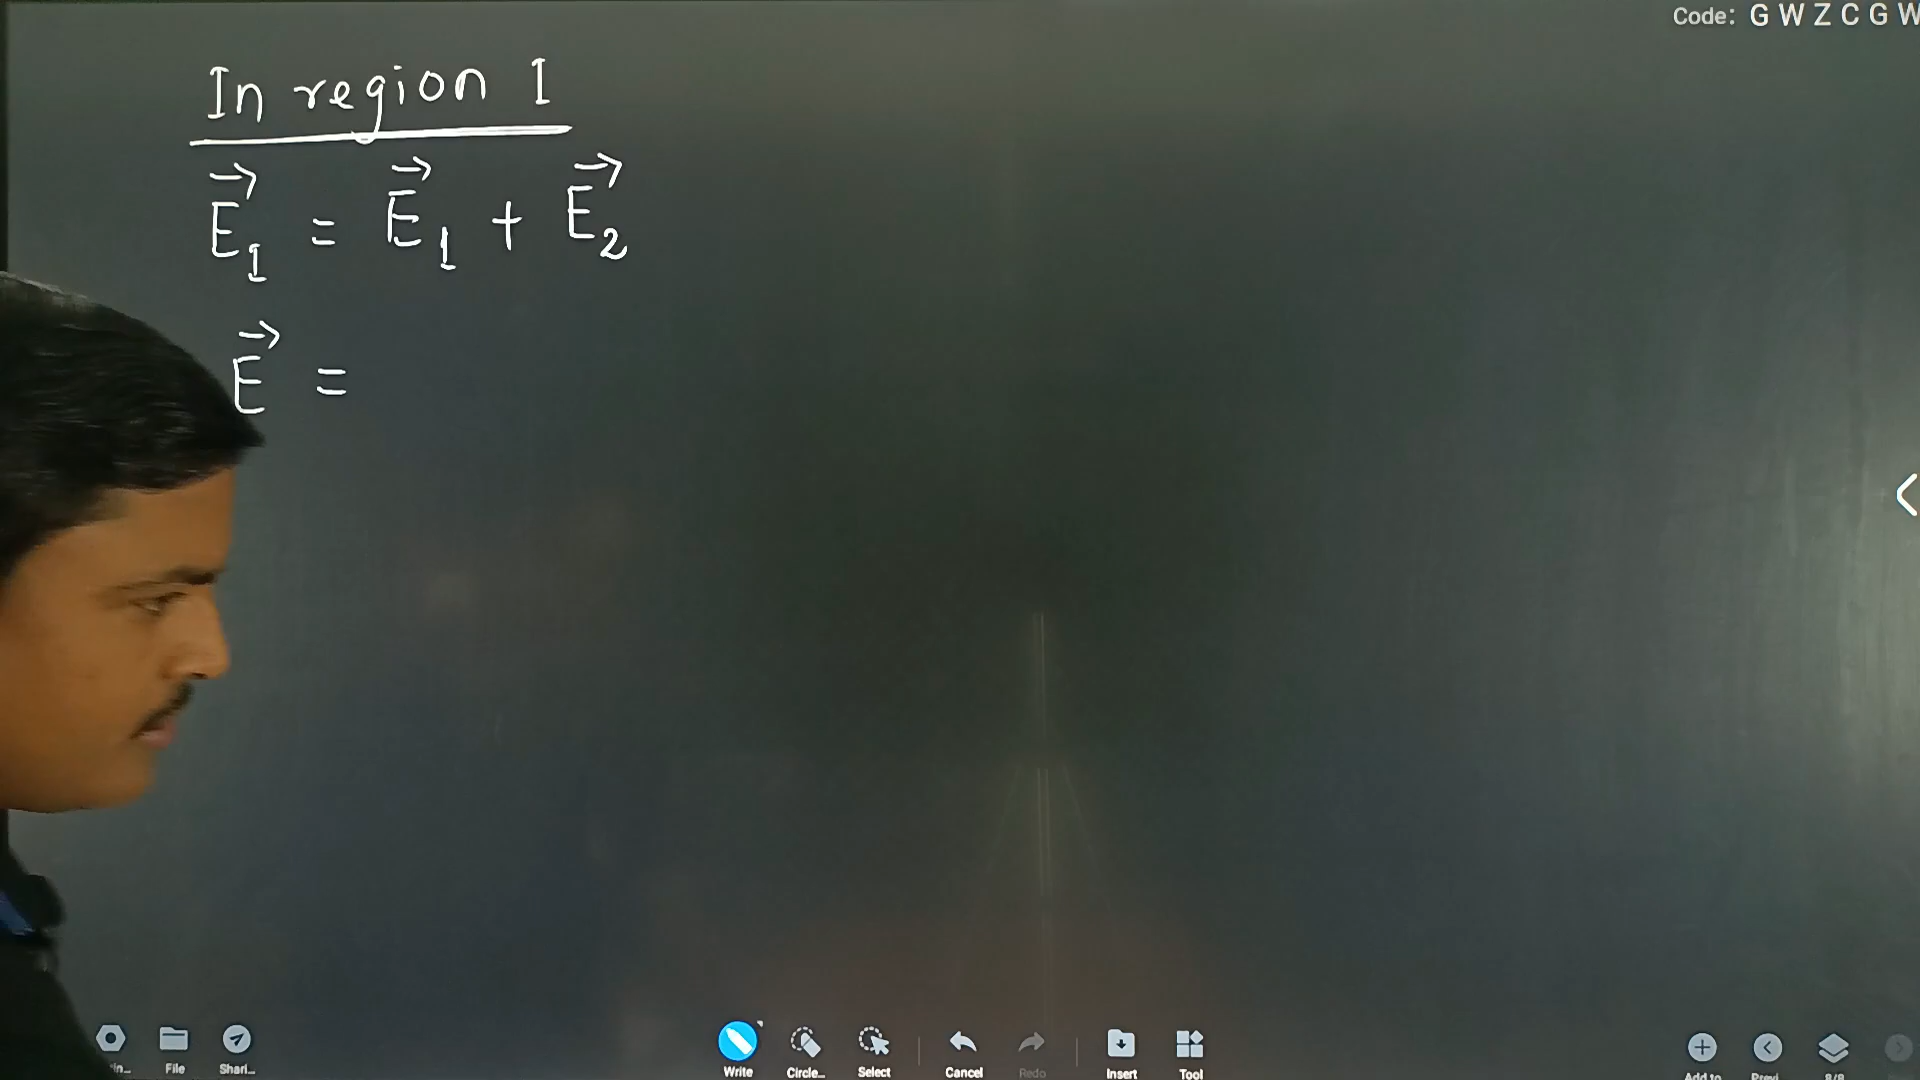 Code: G W Z C G W
In region I
E⃗_I = E⃗_1 + E⃗_2
E⃗ =
File
Shari...
Write
Circle...
Select
Cancel
Redo
Insert
Tool